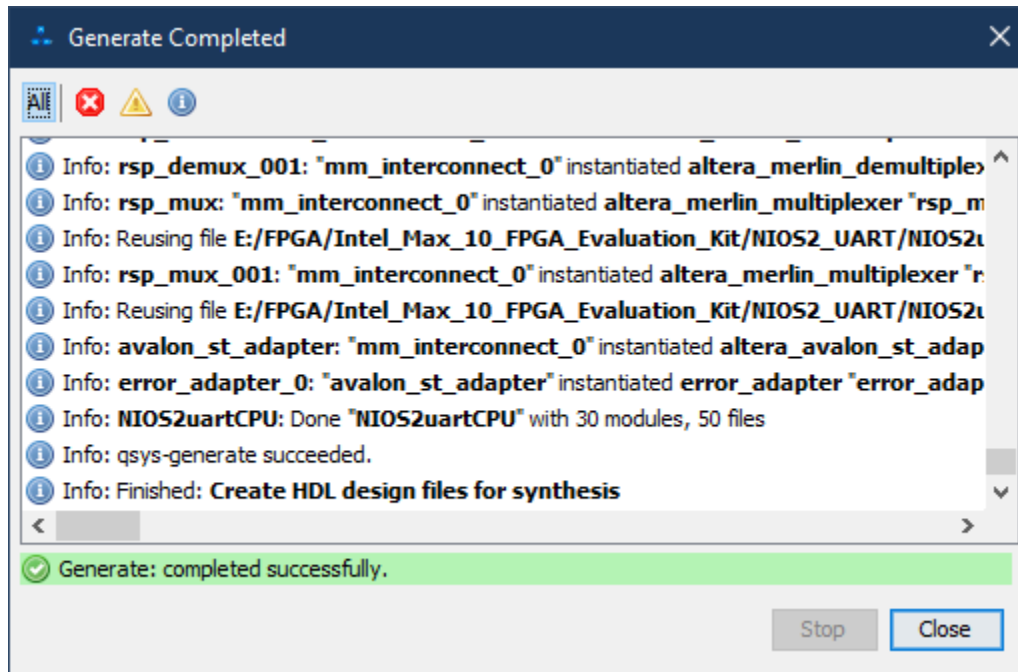 Generate Completed
All
Info: rsp_demux_001: "mm_interconnect_0" instantiated altera_merlin_demultiplex
Info: rsp_mux: "mm_interconnect_0" instantiated altera_merlin_multiplexer "rsp_m
Info: Reusing file E:/FPGA/Intel_Max_10_FPGA_Evaluation_Kit/NIOS2_UART/NIOS2u
Info: rsp_mux_001: "mm_interconnect_0" instantiated altera_merlin_multiplexer "r
Info: Reusing file E:/FPGA/Intel_Max_10_FPGA_Evaluation_Kit/NIOS2_UART/NIOS2u
Info: avalon_st_adapter: "mm_interconnect_0" instantiated altera_avalon_st_adap
Info: error_adapter_0: "avalon_st_adapter" instantiated error_adapter "error_adap
Info: NIOS2uartCPU: Done "NIOS2uartCPU" with 30 modules, 50 files
Info: qsys-generate succeeded.
Info: Finished: Create HDL design files for synthesis
Generate: completed successfully.
Stop Close